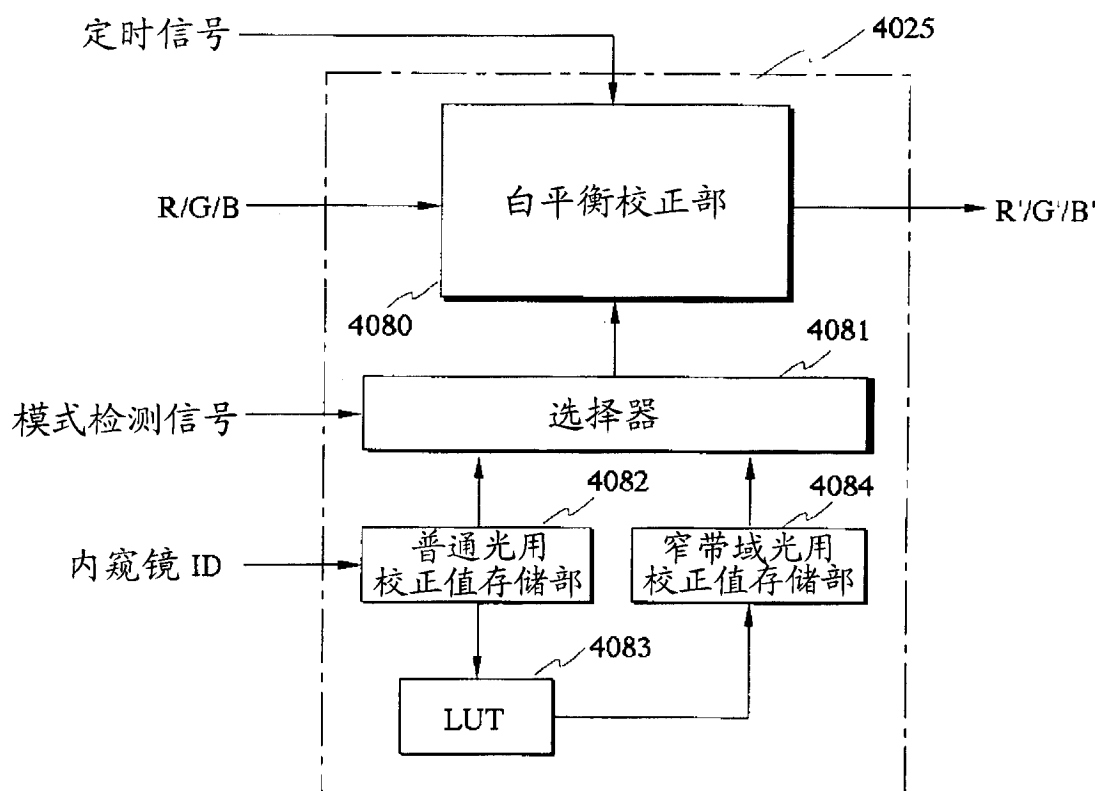 定时信号
4025
白平衡校正部
R/G/B
R'/G'/B'
4080
4081
模式检测信号
选择器
4082
4084
内窥镜 ID
普通光用
校正值存储部
窄带域光用
校正值存储部
4083
LUT